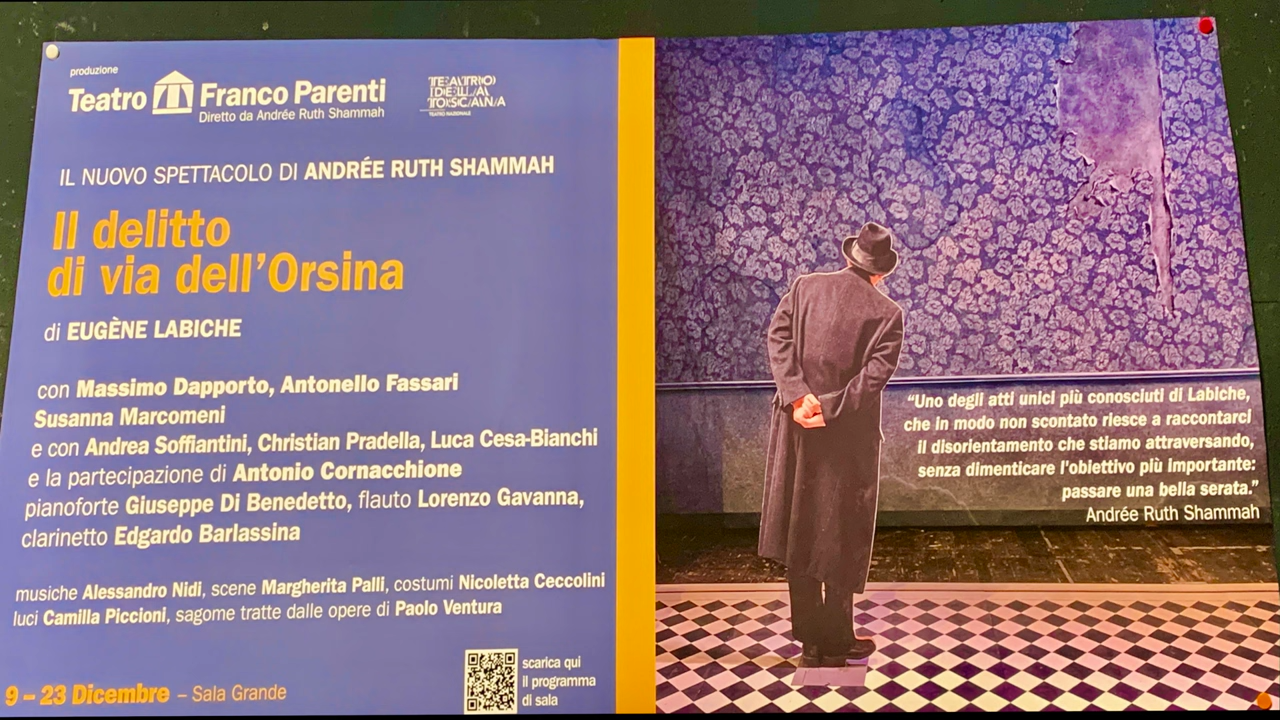 produzione
Teatro Franco Parenti
Diretto da Andrée Ruth Shammah
TEATRO
DELLA
TOSCANA
TEATRO NAZIONALE
IL NUOVO SPETTACOLO DI ANDRÉE RUTH SHAMMAH
Il delitto
di via dell'Orsina
di EUGÈNE LABICHE
con Massimo Dapporto, Antonello Fassari
Susanna Marcomeni
e con Andrea Soffiantini, Christian Pradella, Luca Cesa-Bianchi
e la partecipazione di Antonio Cornacchione
pianoforte Giuseppe Di Benedetto, flauto Lorenzo Gavanna,
clarinetto Edgardo Barlassina
musiche Alessandro Nidi, scene Margherita Palli, costumi Nicoletta Ceccolini
luci Camilla Piccioni, sagome tratte dalle opere di Paolo Ventura
9 – 23 Dicembre – Sala Grande
scarica qui
il programma
di sala
“Uno degli atti unici più conosciuti di Labiche,
che in modo non scontato riesce a raccontarci
il disorientamento che stiamo attraversando,
senza dimenticare l'obiettivo più importante:
passare una bella serata.”
Andrée Ruth Shammah